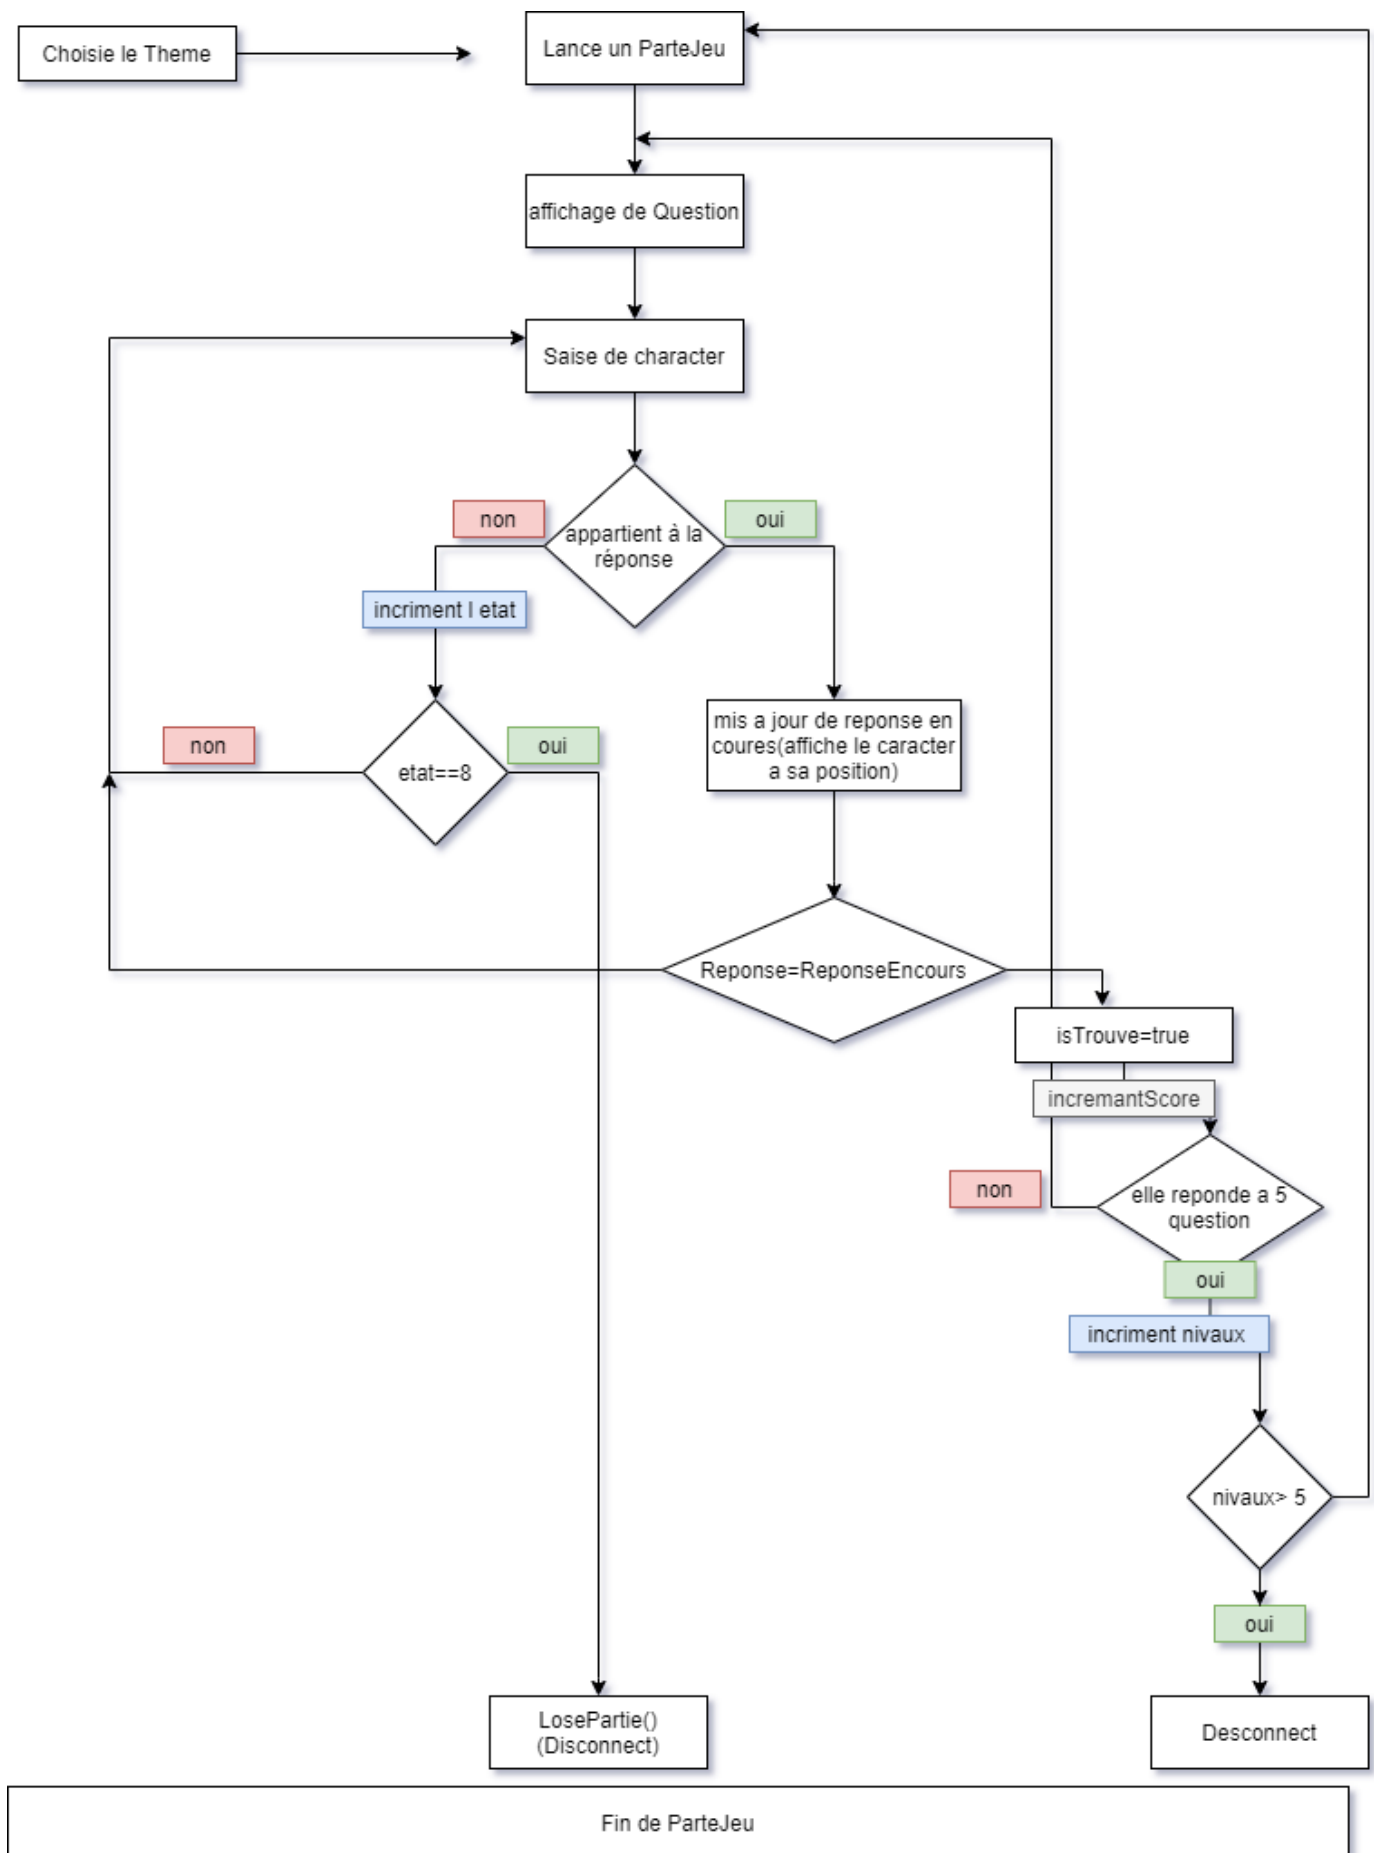 Choisie le Theme
Lance un ParteJeu
affichage de Question
Saise de character
non
oui
appartient à la
réponse
incriment l etat
non
oui
etat==8
mis a jour de reponse en
coures(affiche le caracter
a sa position)
Reponse=ReponseEncours
isTrouve=true
incremantScore
non
elle reponde a 5
question
oui
incriment nivaux
nivaux> 5
oui
LosePartie()
(Disconnect)
Desconnect
Fin de ParteJeu